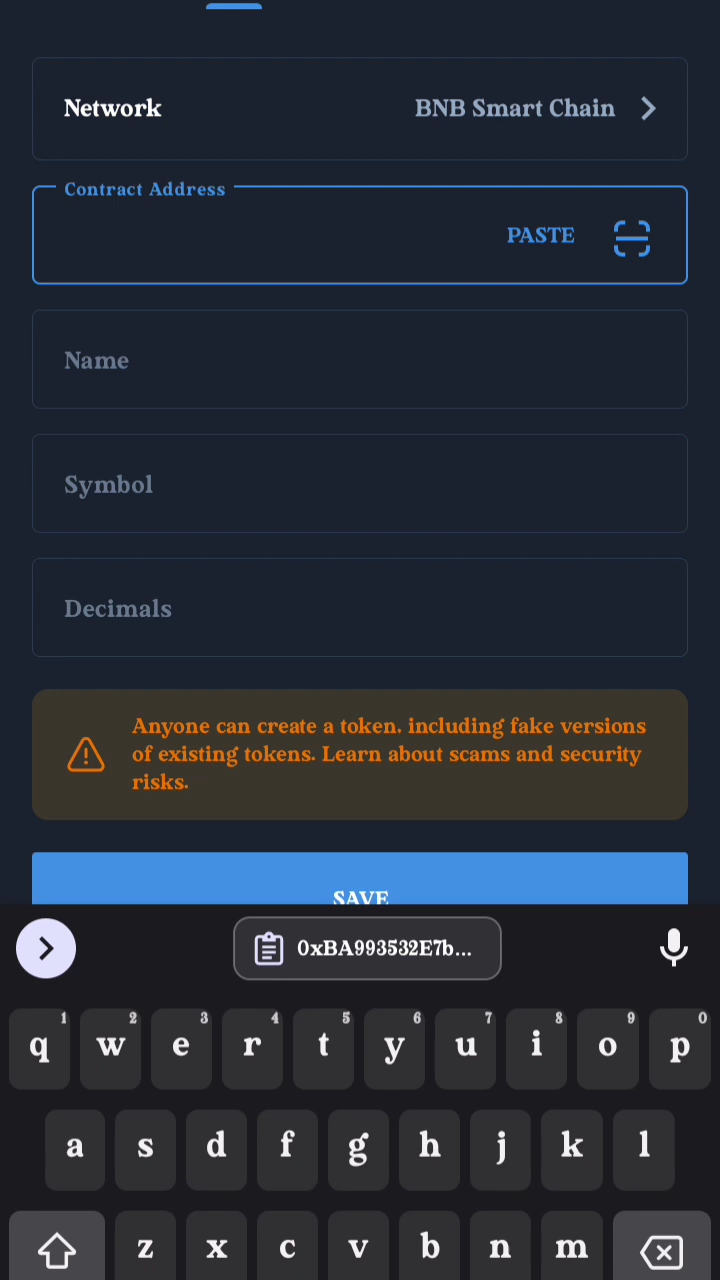 Network
BNB Smart Chain
Contract Address
PASTE
Name
Symbol
Decimals
Anyone can create a token. including fake versions
of existing tokens. Learn about scams and security
risks.
SAVE
0xBA993532E7b...
1 2 3 4 5 6 7 8 9 0
q w e r t y u i o p
a s d f g h j k l
z x c v b n m